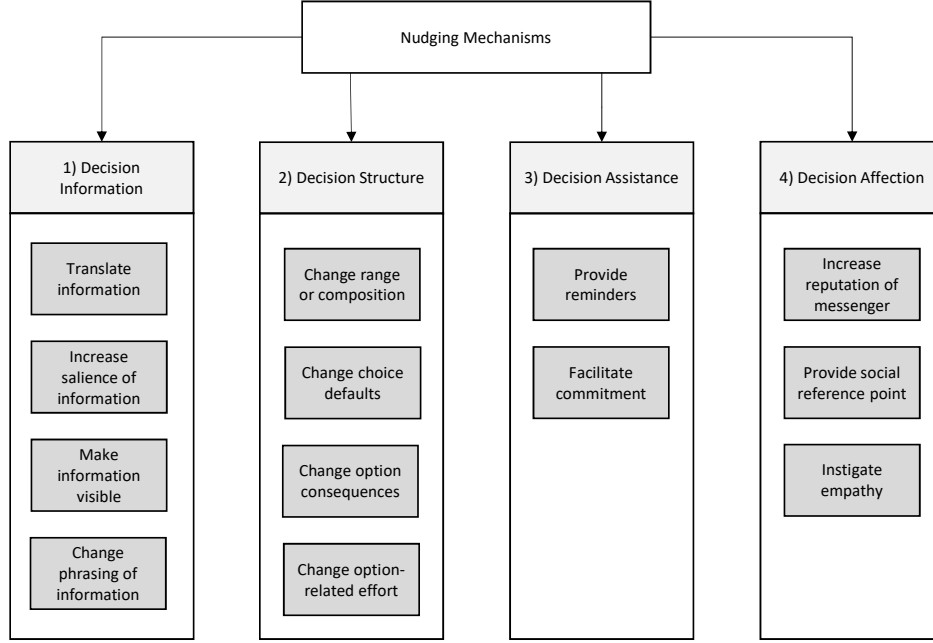 Nudging Mechanisms
1) Decision
Information
Translate
information
Increase
salience of
information
Make
information
visible
Change
phrasing of
information
2) Decision Structure
Change range
or composition
Change choice
defaults
Change option
consequences
Change option-
related effort
3) Decision Assistance
Provide
reminders
Facilitate
commitment
4) Decision Affection
Increase
reputation of
messenger
Provide social
reference point
Instigate
empathy